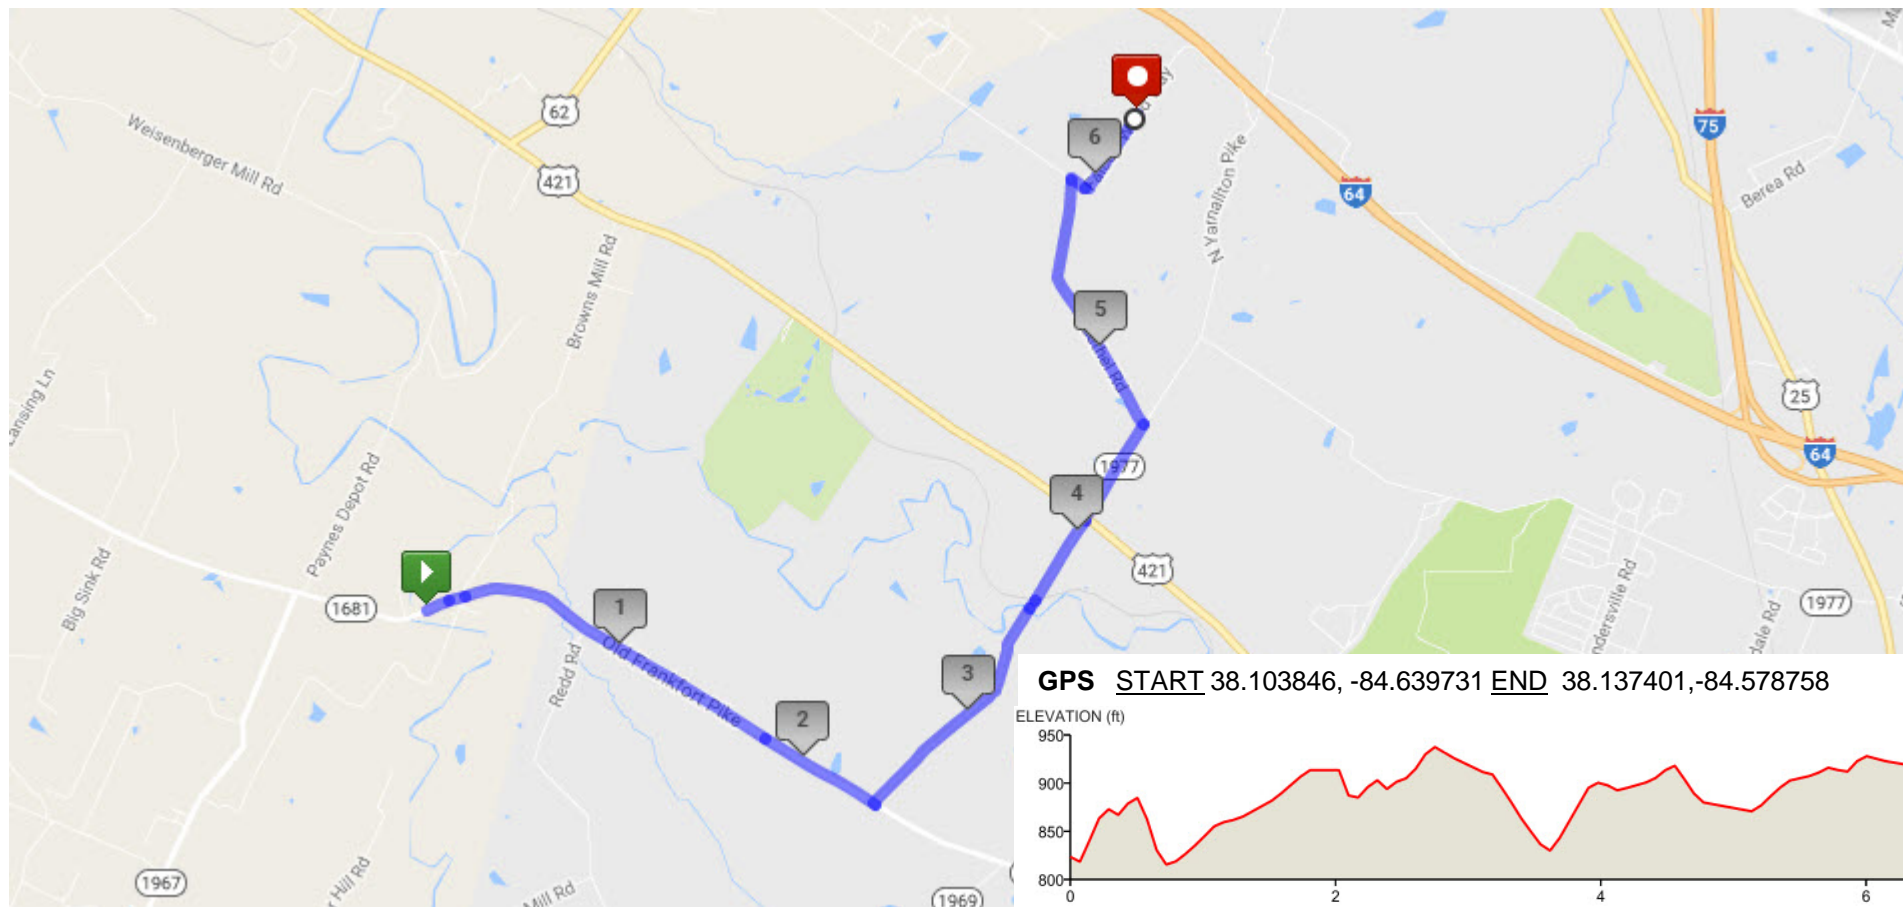 62
Weisenberger Mill Rd
421
75
6
64
Berea Rd
N Yarnallton Pike
Browns Mill Rd
5
Lansing Ln
25
64
1977
4
Paynes Depot Rd
421
Big Sink Rd
1681
1
1977
Redd Rd
Old Frankfort Pike
3
2
GPS START 38.103846, -84.639731 END 38.137401,-84.578758
ELEVATION (ft)
950
900
850
800
0
2
4
6
1967
Hill Rd
Mill Rd
1969